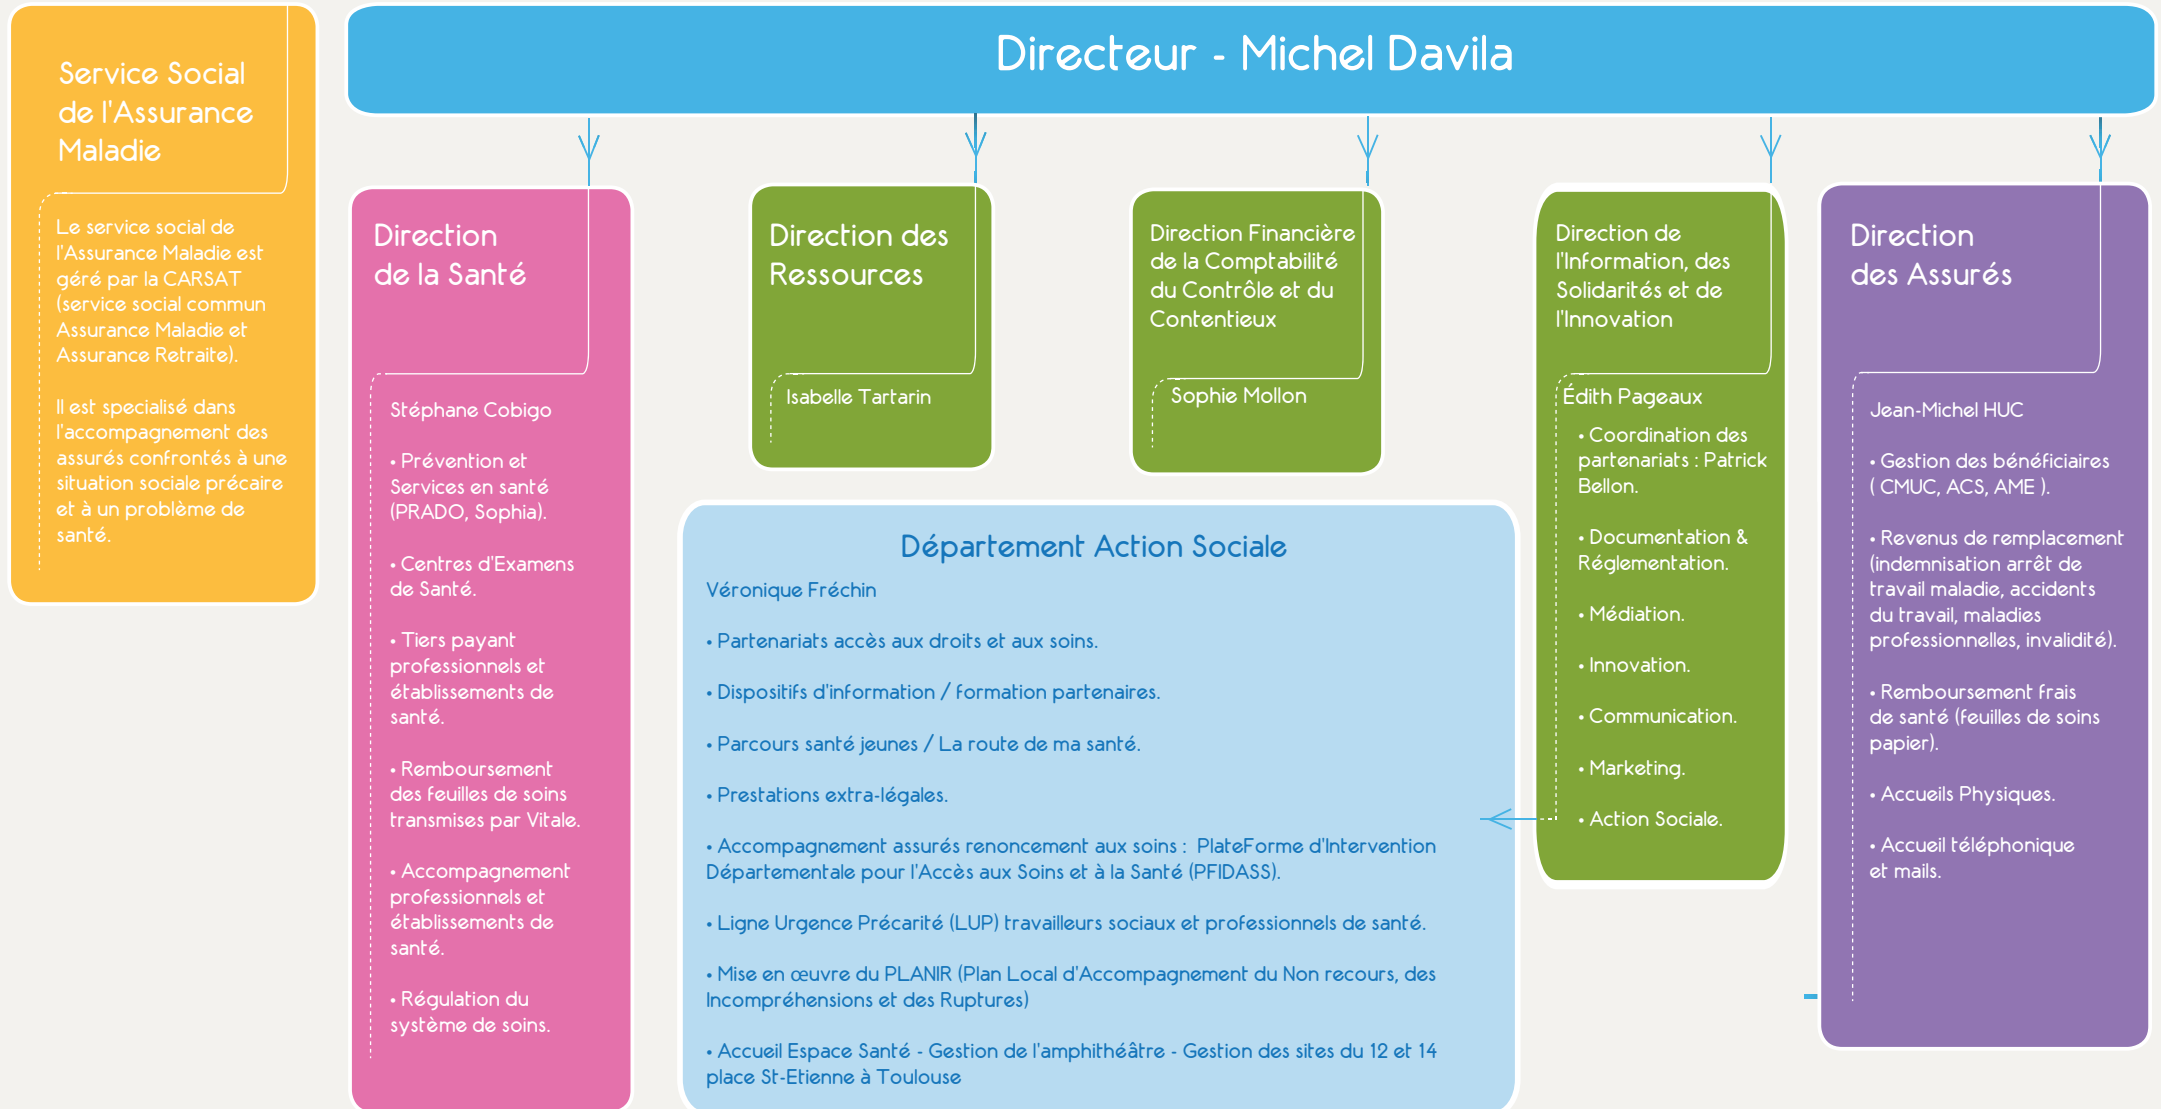 Service Social
de l'Assurance
Maladie
Le service social de
l'Assurance Maladie est
géré par la CARSAT
(service social commun
Assurance Maladie et
Assurance Retraite).
Il est specialisé dans
l'accompagnement des
assurés confrontés à une
situation sociale précaire
et à un problème de
santé.
Directeur - Michel Davila
Direction
de la Santé
Stéphane Cobigo
• Prévention et
Services en santé
(PRADO, Sophia).
• Centres d'Examens
de Santé.
• Tiers payant
professionnels et
établissements de
santé.
• Remboursement
des feuilles de soins
transmises par Vitale.
• Accompagnement
professionnels et
établissements de
santé.
• Régulation du
système de soins.
Direction des
Ressources
Isabelle Tartarin
Direction Financière
de la Comptabilité
du Contrôle et du
Contentieux
Sophie Mollon
Direction de
l'Information, des
Solidarités et de
l'Innovation
Édith Pageaux
• Coordination des
partenariats : Patrick
Bellon.
• Documentation &
Réglementation.
• Médiation.
• Innovation.
• Communication.
• Marketing.
• Action Sociale.
Département Action Sociale
Véronique Fréchin
• Partenariats accès aux droits et aux soins.
• Dispositifs d'information / formation partenaires.
• Parcours santé jeunes / La route de ma santé.
• Prestations extra-légales.
• Accompagnement assurés renoncement aux soins : PlateForme d'Intervention
Départementale pour l'Accès aux Soins et à la Santé (PFIDASS).
• Ligne Urgence Précarité (LUP) travailleurs sociaux et professionnels de santé.
• Mise en œuvre du PLANIR (Plan Local d'Accompagnement du Non recours, des
Incompréhensions et des Ruptures)
• Accueil Espace Santé - Gestion de l'amphithéâtre - Gestion des sites du 12 et 14
place St-Etienne à Toulouse
Direction
des Assurés
Jean-Michel HUC
• Gestion des bénéficiaires
( CMUC, ACS, AME ).
• Revenus de remplacement
(indemnisation arrêt de
travail maladie, accidents
du travail, maladies
professionnelles, invalidité).
• Remboursement frais
de santé (feuilles de soins
papier).
• Accueils Physiques.
• Accueil téléphonique
et mails.